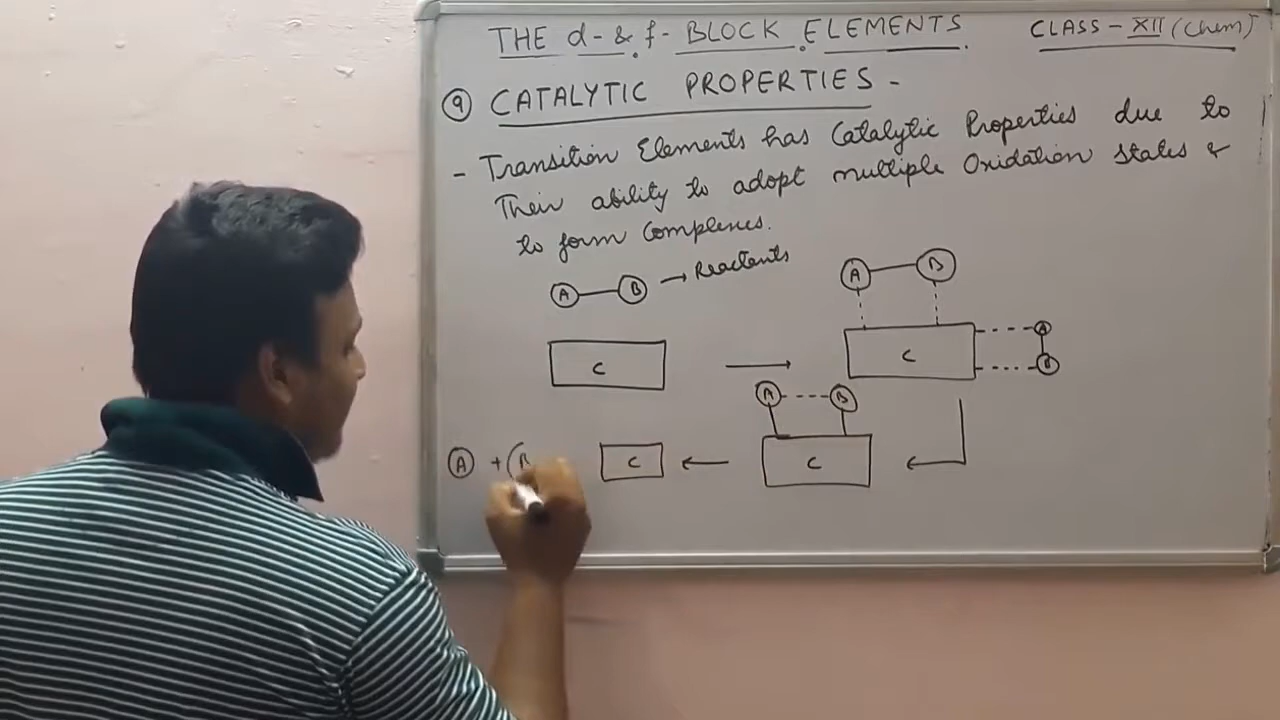 THE d- & f- BLOCK ELEMENTS. CLASS - XII (Chem)
9 CATALYTIC PROPERTIES -
- Transition Elements has Catalytic Properties due to
Their ability to adopt multiple Oxidation states &
to form Complexes.
A B → Reactants
A B
C → C A
B
A B
A + B C ← C ←